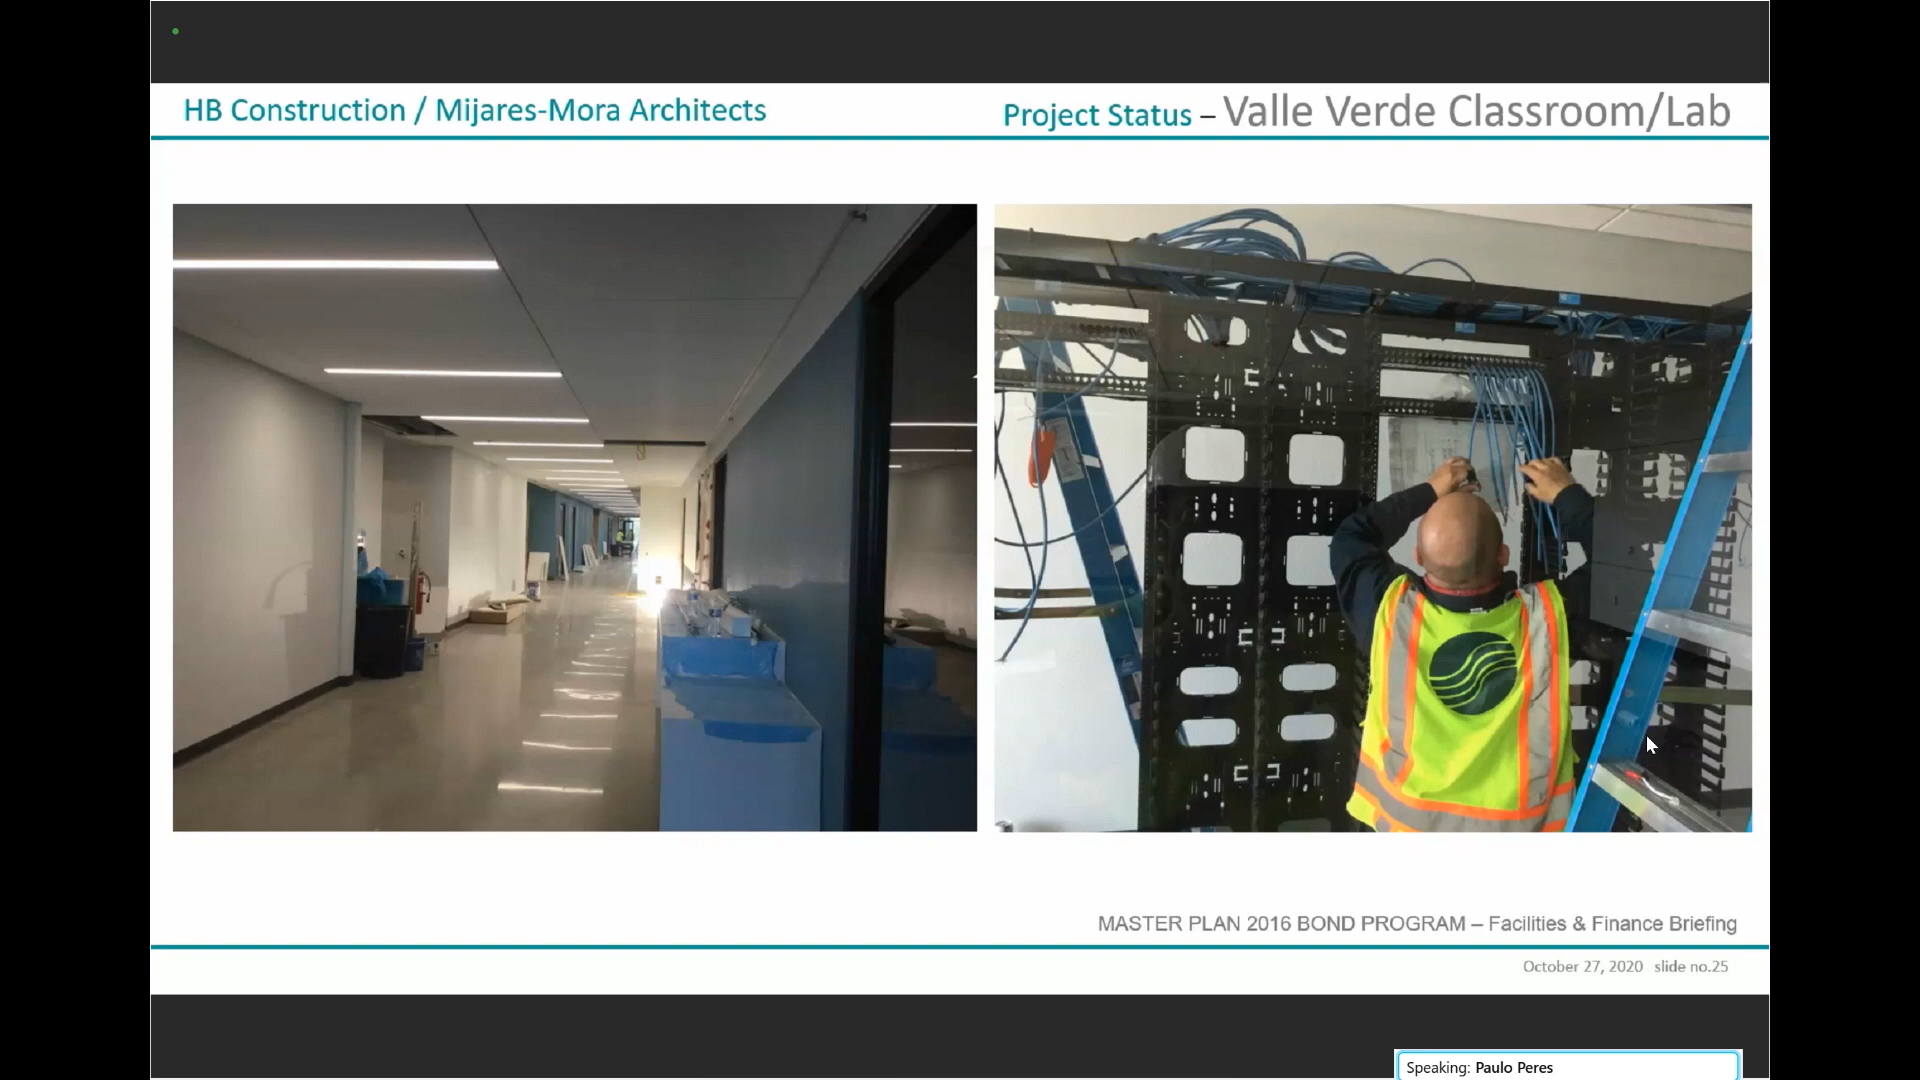 HB Construction / Mijares-Mora Architects
Project Status – Valle Verde Classroom/Lab
MASTER PLAN 2016 BOND PROGRAM – Facilities & Finance Briefing
October 27, 2020 slide no.25
Speaking: Paulo Peres